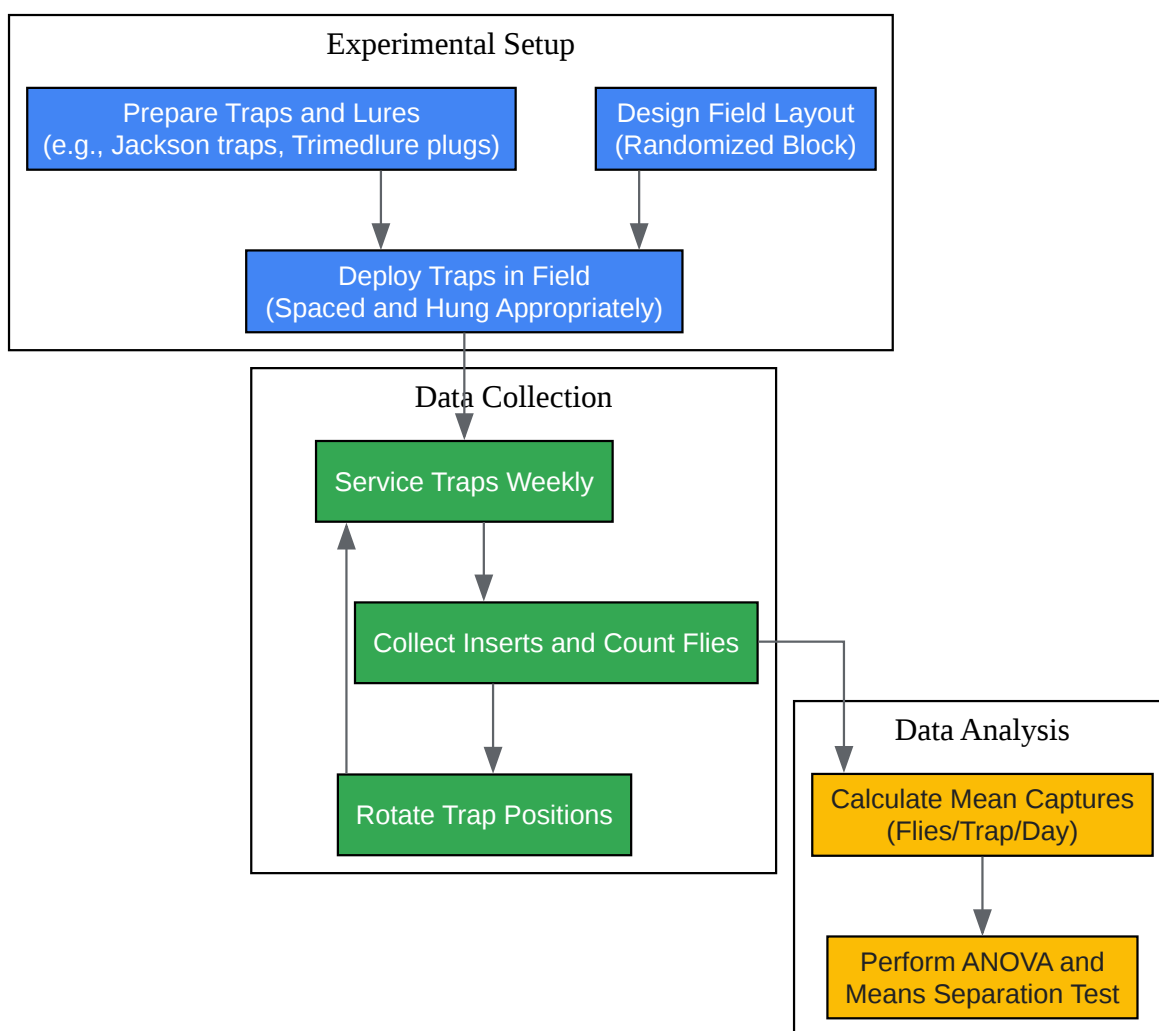 Experimental Setup
Prepare Traps and Lures
(e.g., Jackson traps, Trimedlure plugs)
Design Field Layout
(Randomized Block)
Deploy Traps in Field
(Spaced and Hung Appropriately)
Data Collection
Service Traps Weekly
Collect Inserts and Count Flies
Rotate Trap Positions
Data Analysis
Calculate Mean Captures
(Flies/Trap/Day)
Perform ANOVA and
Means Separation Test